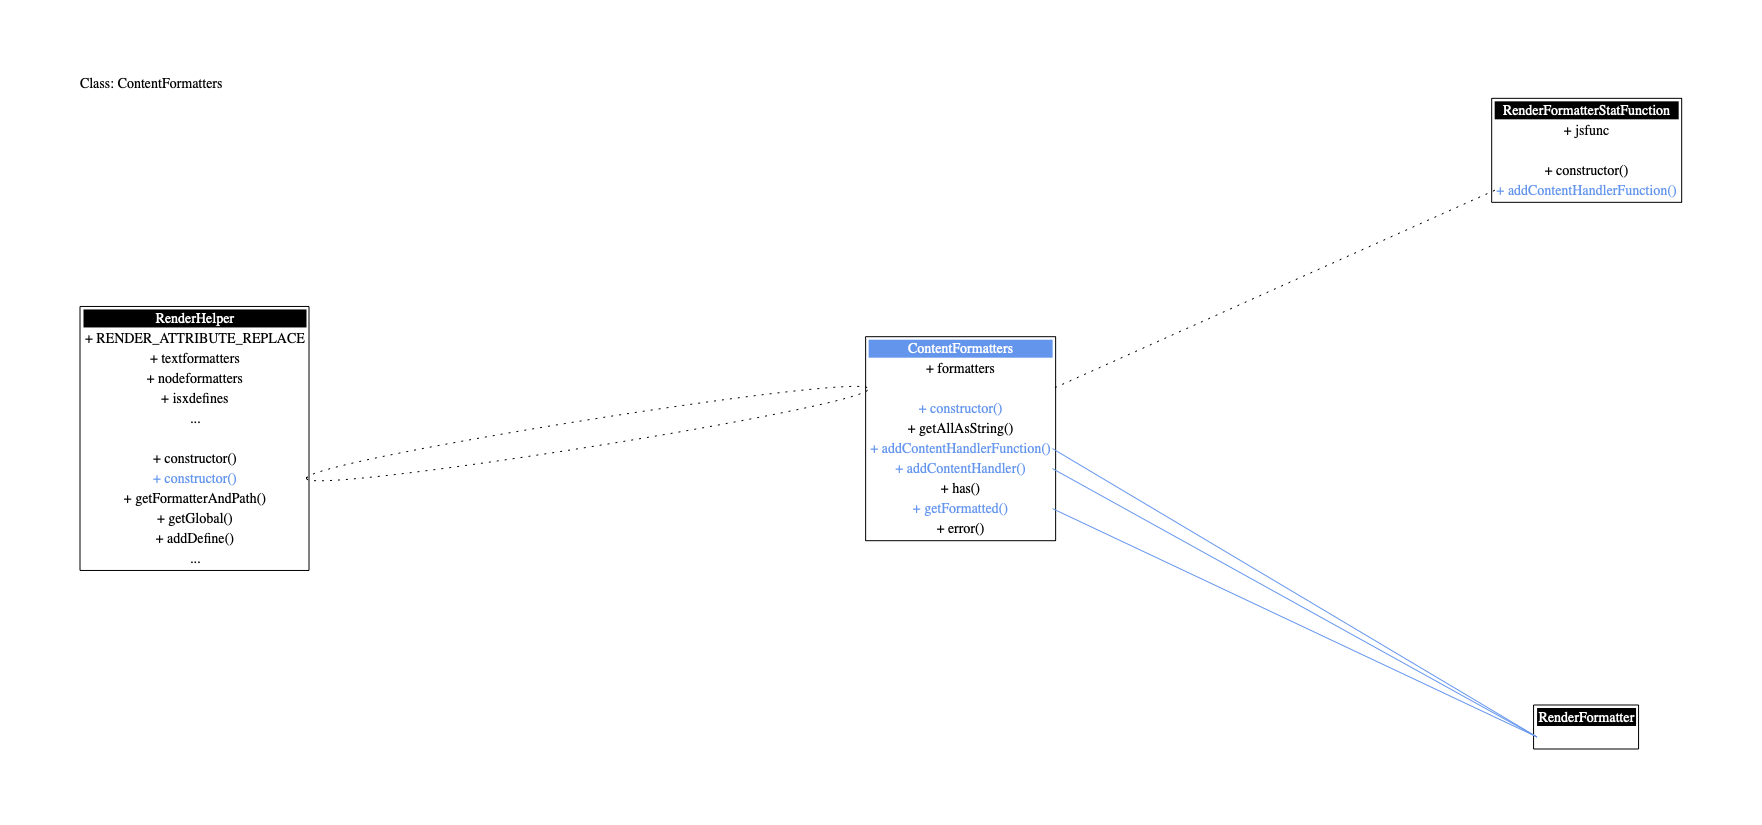 Class: ContentFormatters
RenderFormatterStatFunction
+ jsfunc
+ constructor()
+ addContentHandlerFunction()
RenderHelper
+ RENDER_ATTRIBUTE_REPLACE
+ textformatters
+ nodeformatters
+ isxdefines
...
+ constructor()
+ constructor()
+ getFormatterAndPath()
+ getGlobal()
+ addDefine()
...
ContentFormatters
+ formatters
+ constructor()
+ getAllAsString()
+ addContentHandlerFunction()
+ addContentHandler()
+ has()
+ getFormatted()
+ error()
RenderFormatter